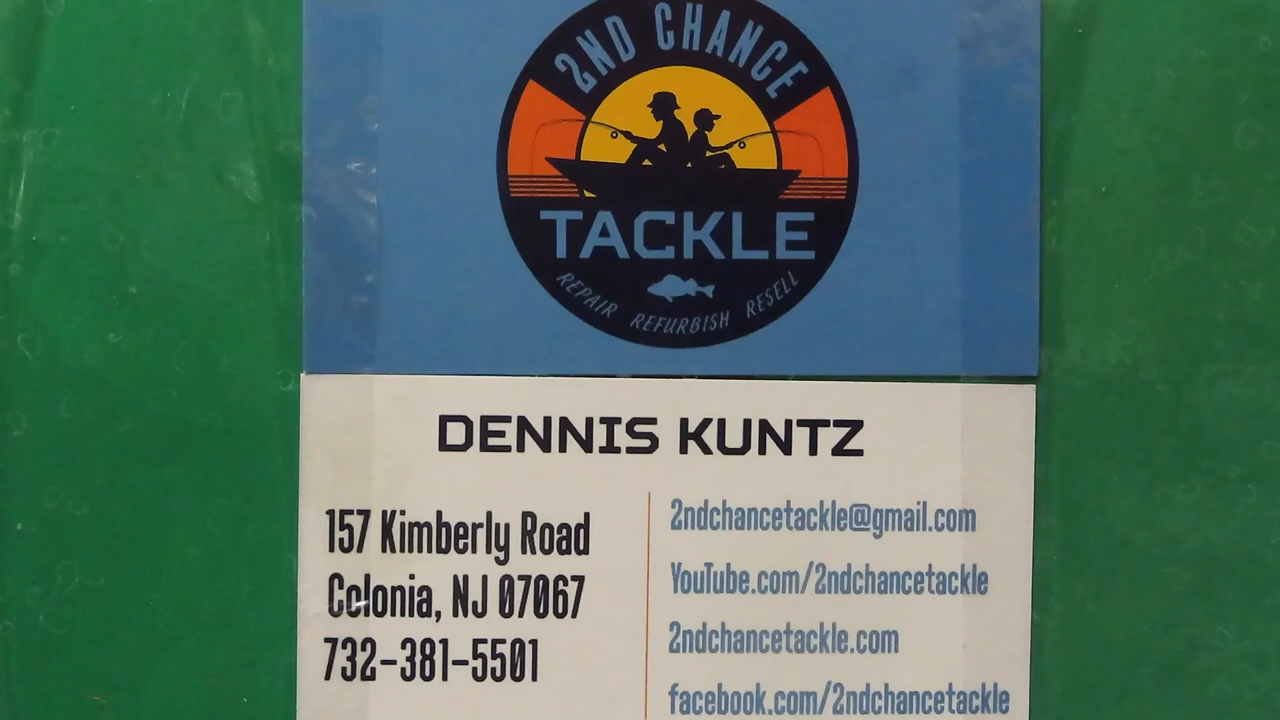 2ND CHANCE
TACKLE
REPAIR REFURBISH RESELL
DENNIS KUNTZ
157 Kimberly Road
Colonia, NJ 07067
732-381-5501
2ndchancetackle@gmail.com
YouTube.com/2ndchancetackle
2ndchancetackle.com
facebook.com/2ndchancetackle